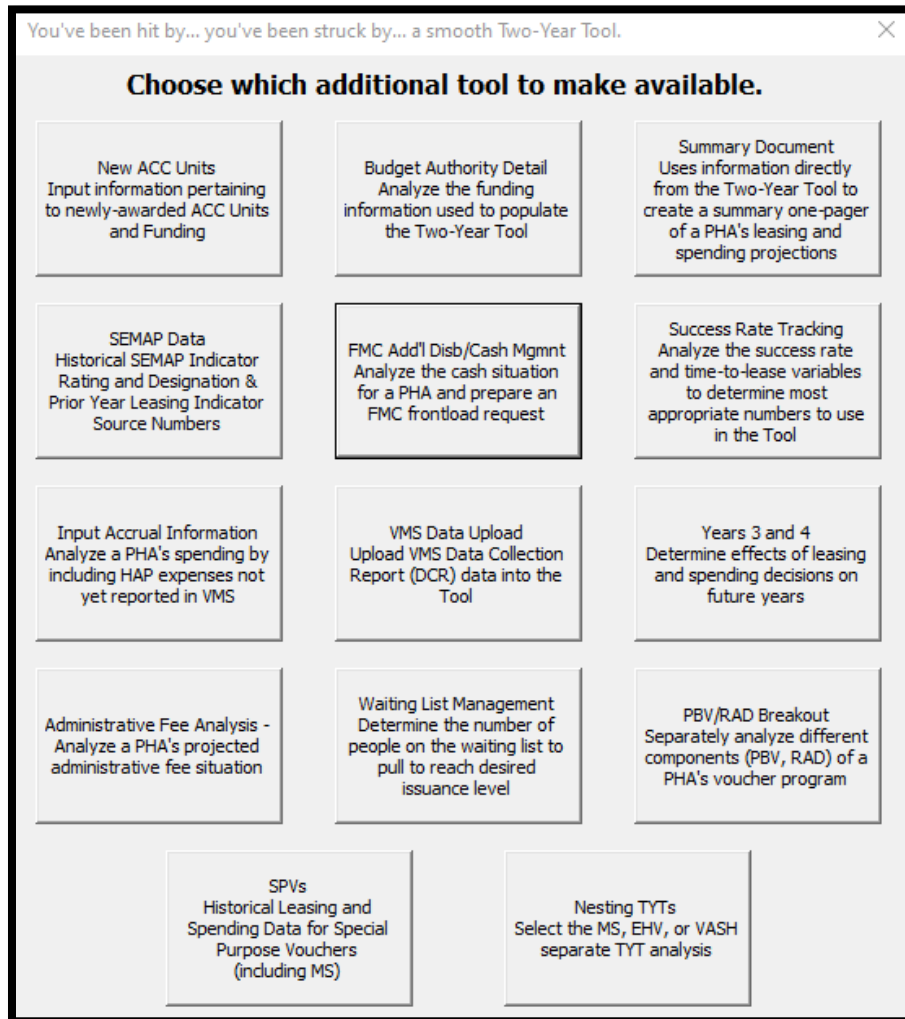 You've been hit by... you've been struck by... a smooth Two-Year Tool.
Choose which additional tool to make available.
New ACC Units
Input information pertaining
to newly-awarded ACC Units
and Funding
Budget Authority Detail
Analyze the funding
information used to populate
the Two-Year Tool
Summary Document
Uses information directly
from the Two-Year Tool to
create a summary one-pager
of a PHA's leasing and
spending projections
SEMAP Data
Historical SEMAP Indicator
Rating and Designation &
Prior Year Leasing Indicator
Source Numbers
FMC Add'l Disb/Cash Mgmnt
Analyze the cash situation
for a PHA and prepare an
FMC frontload request
Success Rate Tracking
Analyze the success rate
and time-to-lease variables
to determine most
appropriate numbers to use
in the Tool
Input Accrual Information
Analyze a PHA's spending by
including HAP expenses not
yet reported in VMS
VMS Data Upload
Upload VMS Data Collection
Report (DCR) data into the
Tool
Years 3 and 4
Determine effects of leasing
and spending decisions on
future years
Administrative Fee Analysis -
Analyze a PHA's projected
administrative fee situation
Waiting List Management
Determine the number of
people on the waiting list to
pull to reach desired
issuance level
PBV/RAD Breakout
Separately analyze different
components (PBV, RAD) of a
PHA's voucher program
SPVs
Historical Leasing and
Spending Data for Special
Purpose Vouchers
(including MS)
Nesting TYTs
Select the MS, EHV, or VASH
separate TYT analysis